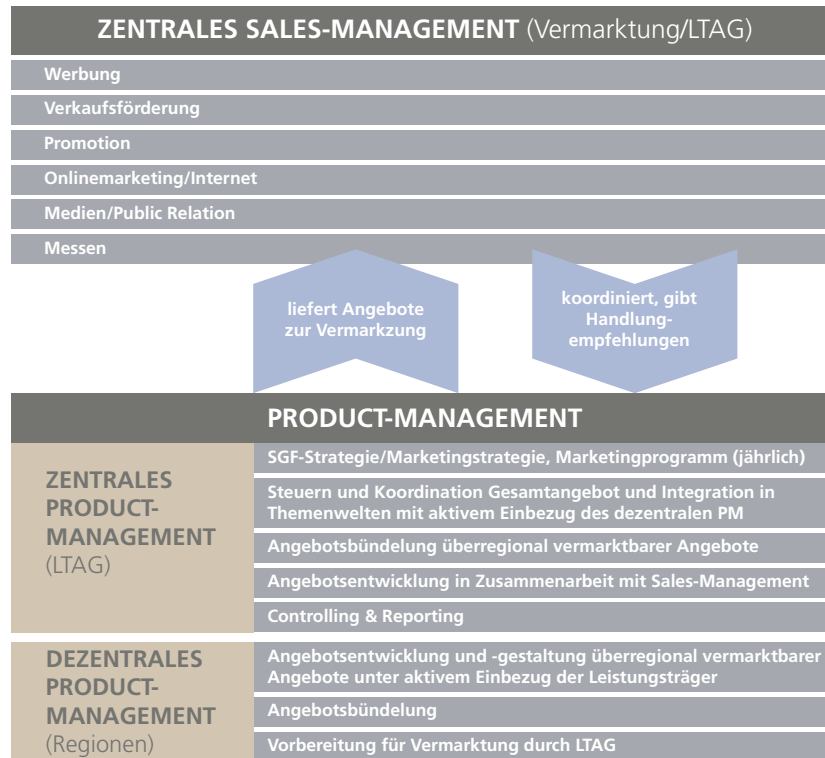 ZENTRALES SALES-MANAGEMENT (Vermarktung/LTAG)
Werbung
Verkaufsförderung
Promotion
Onlinemarketing/Internet
Medien/Public Relation
Messen
liefert Angebote
zur Vermarkzung
koordiniert, gibt
Handlung-
empfehlungen
PRODUCT-MANAGEMENT
ZENTRALES
PRODUCT-
MANAGEMENT
(LTAG)
SGF-Strategie/Marketingstrategie, Marketingprogramm (jährlich)
Steuern und Koordination Gesamtangebot und Integration in
Themenwelten mit aktivem Einbezug des dezentralen PM
Angebotsbündelung überregional vermarktbarer Angebote
Angebotsentwicklung in Zusammenarbeit mit Sales-Management
Controlling & Reporting
DEZENTRALES
PRODUCT-
MANAGEMENT
(Regionen)
Angebotsentwicklung und -gestaltung überregional vermarktbarer
Angebote unter aktivem Einbezug der Leistungsträger
Angebotsbündelung
Vorbereitung für Vermarktung durch LTAG